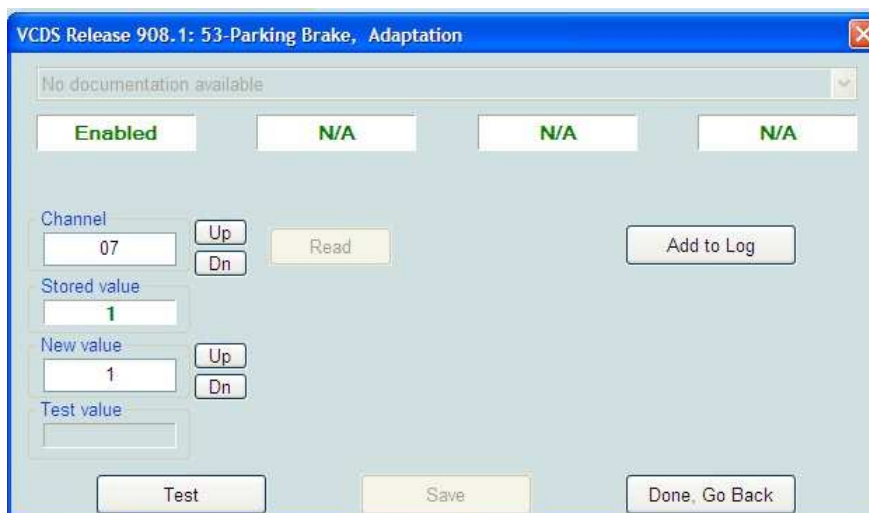 VCDS Release 908.1: 53-Parking Brake,  Adaptation
No documentation available
Enabled N/A N/A N/A
Channel
07 Up Dn Read Add to Log
Stored value
1
New value
1 Up Dn
Test value
Test Save Done, Go Back